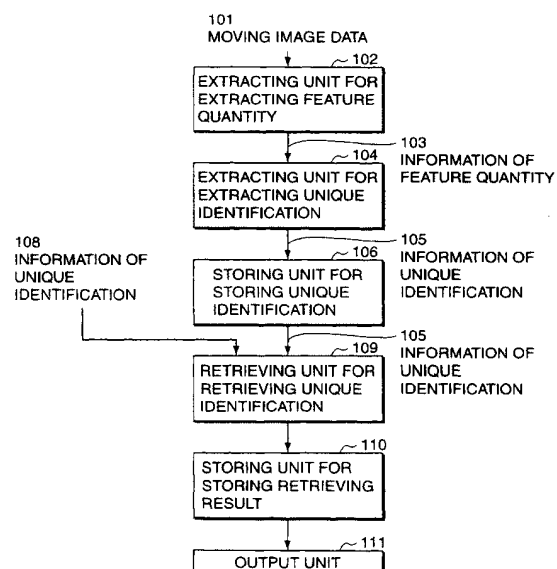 101
MOVING IMAGE DATA
102
EXTRACTING UNIT FOR
EXTRACTING FEATURE
QUANTITY
103
INFORMATION OF
FEATURE QUANTITY
104
EXTRACTING UNIT FOR
EXTRACTING UNIQUE
IDENTIFICATION
105
INFORMATION OF
UNIQUE
IDENTIFICATION
106
STORING UNIT FOR
STORING UNIQUE
IDENTIFICATION
108
INFORMATION OF
UNIQUE
IDENTIFICATION
105
INFORMATION OF
UNIQUE
IDENTIFICATION
109
RETRIEVING UNIT FOR
RETRIEVING UNIQUE
IDENTIFICATION
110
STORING UNIT FOR
STORING RETRIEVING
RESULT
111
OUTPUT UNIT